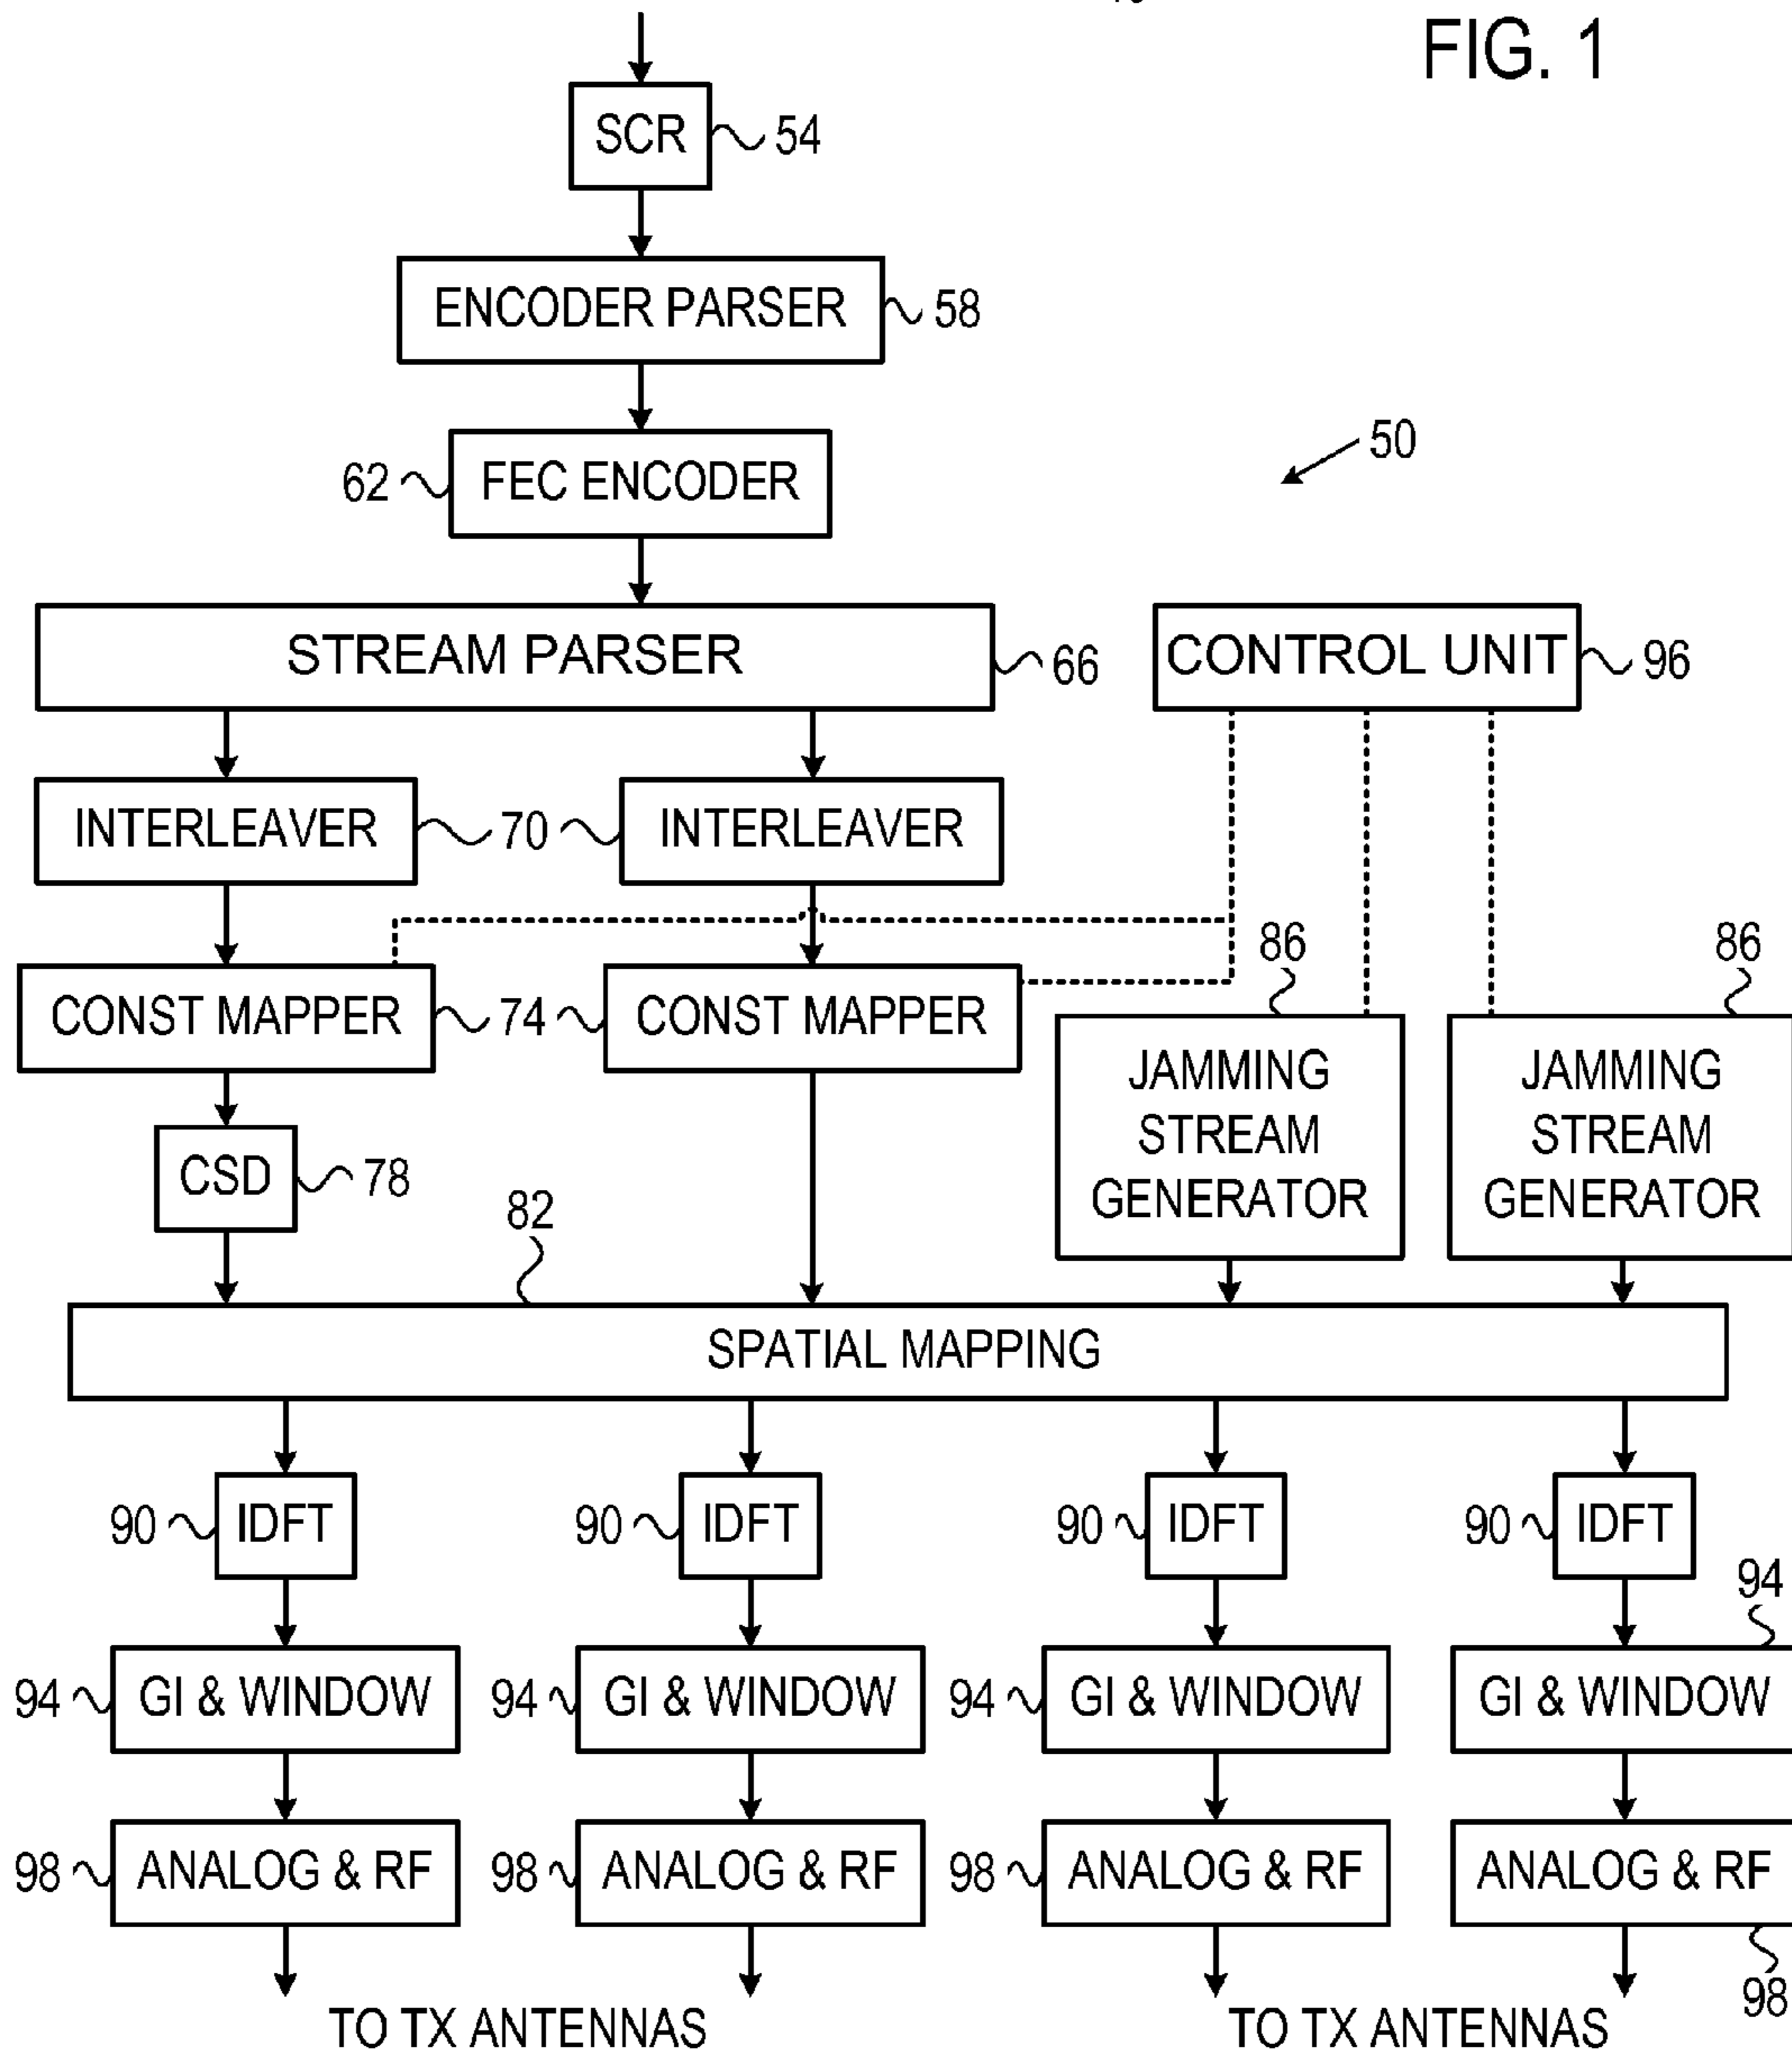 FIG. 1
SCR 54
ENCODER PARSER 58
50
62 FEC ENCODER
STREAM PARSER 66 CONTROL UNIT 96
INTERLEAVER 70 INTERLEAVER
86 86
CONST MAPPER 74 CONST MAPPER
JAMMING STREAM GENERATOR
JAMMING STREAM GENERATOR
CSD 78
82
SPATIAL MAPPING
90 IDFT 90 IDFT 90 IDFT 90 IDFT
94
94 GI & WINDOW 94 GI & WINDOW 94 GI & WINDOW GI & WINDOW
98 ANALOG & RF 98 ANALOG & RF 98 ANALOG & RF ANALOG & RF
98
TO TX ANTENNAS TO TX ANTENNAS